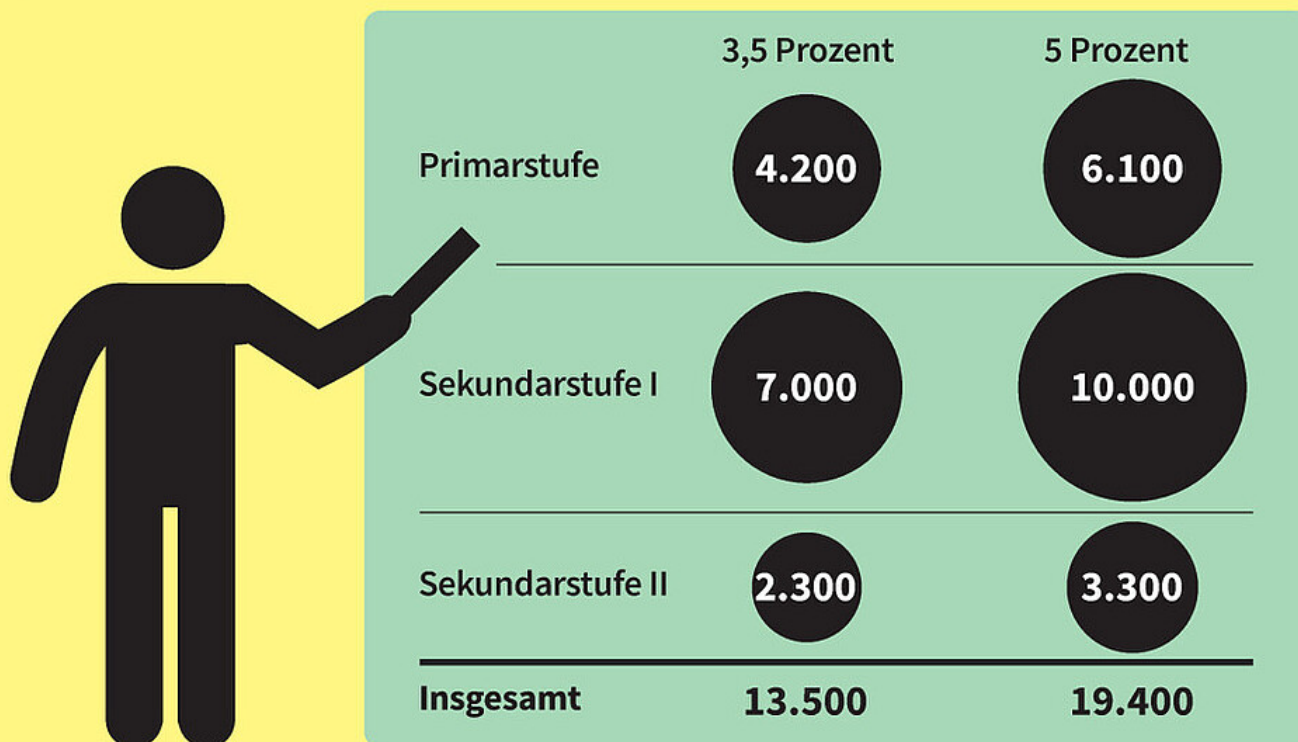 3,5 Prozent 5 Prozent
Primarstufe 4.200 6.100
Sekundarstufe I 7.000 10.000
Sekundarstufe II 2.300 3.300
Insgesamt 13.500 19.400